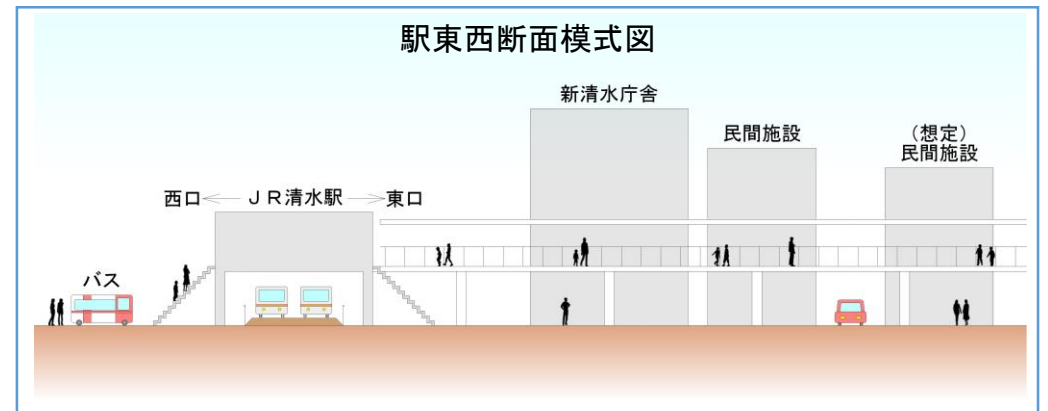 駅東西断面模式図
新清水庁舎
民間施設
(想定)
民間施設
西口
JR清水駅
東口
バス